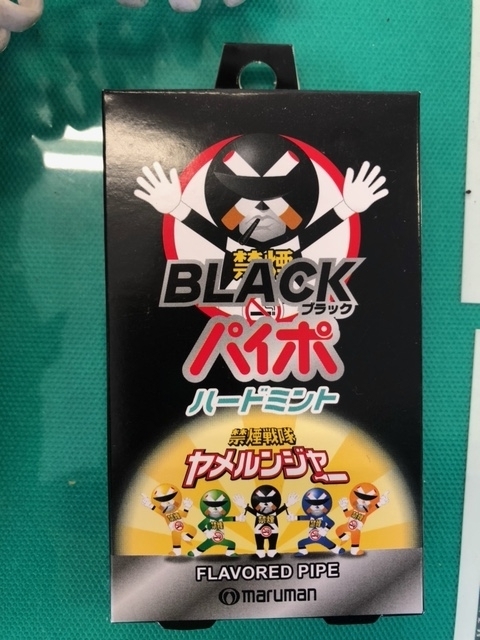 禁煙
BLACK
ブラック
パイポ
ハードミント
禁煙戦隊
ヤメルンジャー
FLAVORED PIPE
maruman